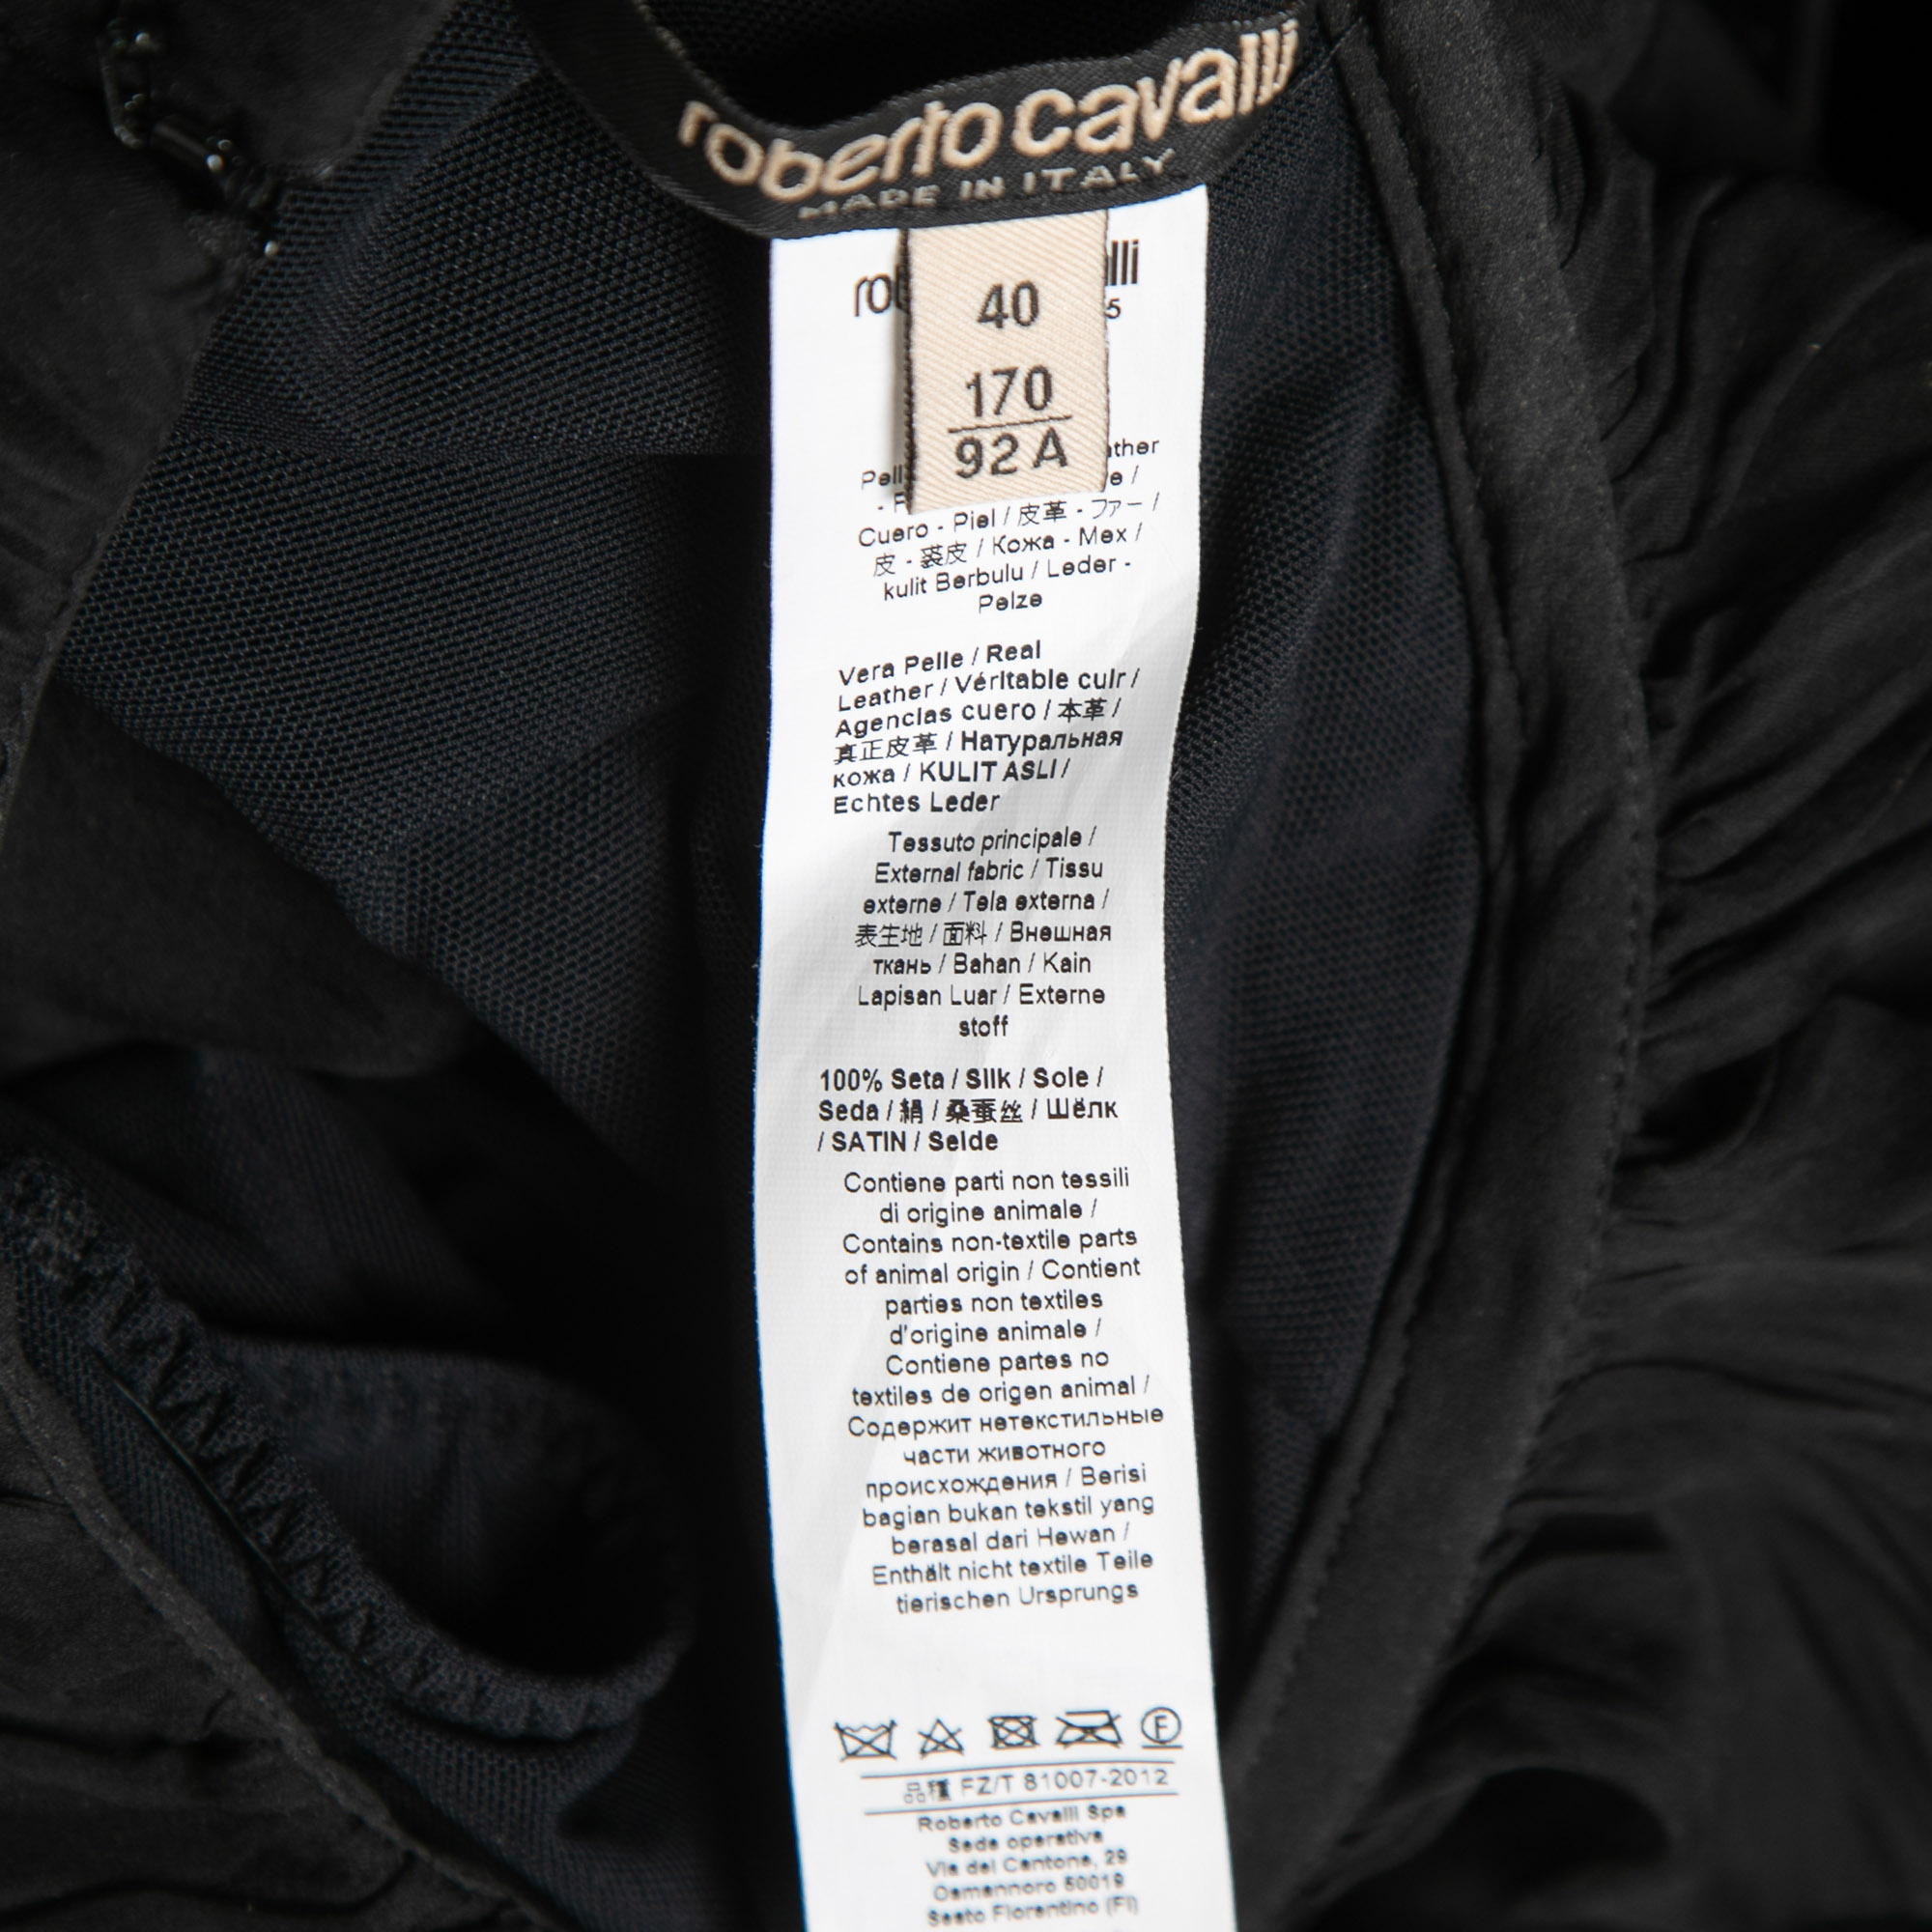 roberto cavalli
MADE IN ITALY
40
170
92 A
Cuero - Piel / 皮革 - ファー /
皮 - 裘皮 / Кожа - Мех /
kulit Berbulu / Leder -
Pelze
Vera Pelle / Real
Leather / Véritable cuir /
Agencias cuero / 本革 /
真正皮革 / Натуральная
кожа / KULIT ASLI /
Echtes Leder
Tessuto principale /
External fabric / Tissu
externe / Tela externa /
表生地 / 面料 / Внешная
ткань / Bahan / Kain
Lapisan Luar / Externe
stoff
100% Seta / Silk / Soie /
Seda / 絹 / 桑蚕丝 / Шёлк
/ SATIN / Seide
Contiene parti non tessili
di origine animale /
Contains non-textile parts
of animal origin / Contient
parties non textiles
d'origine animale /
Contiene partes no
textiles de origen animal /
Содержит нетекстильные
части животного
происхождения / Berisi
bagian bukan tekstil yang
berasal dari Hewan /
Enthält nicht textile Teile
tierischen Ursprungs
F
品種 FZ/T 81007-2012
Roberto Cavalli Spa
Sede operativa
Via del Cantone, 29
Osmannoro 50019
Sesto Fiorentino (FI)